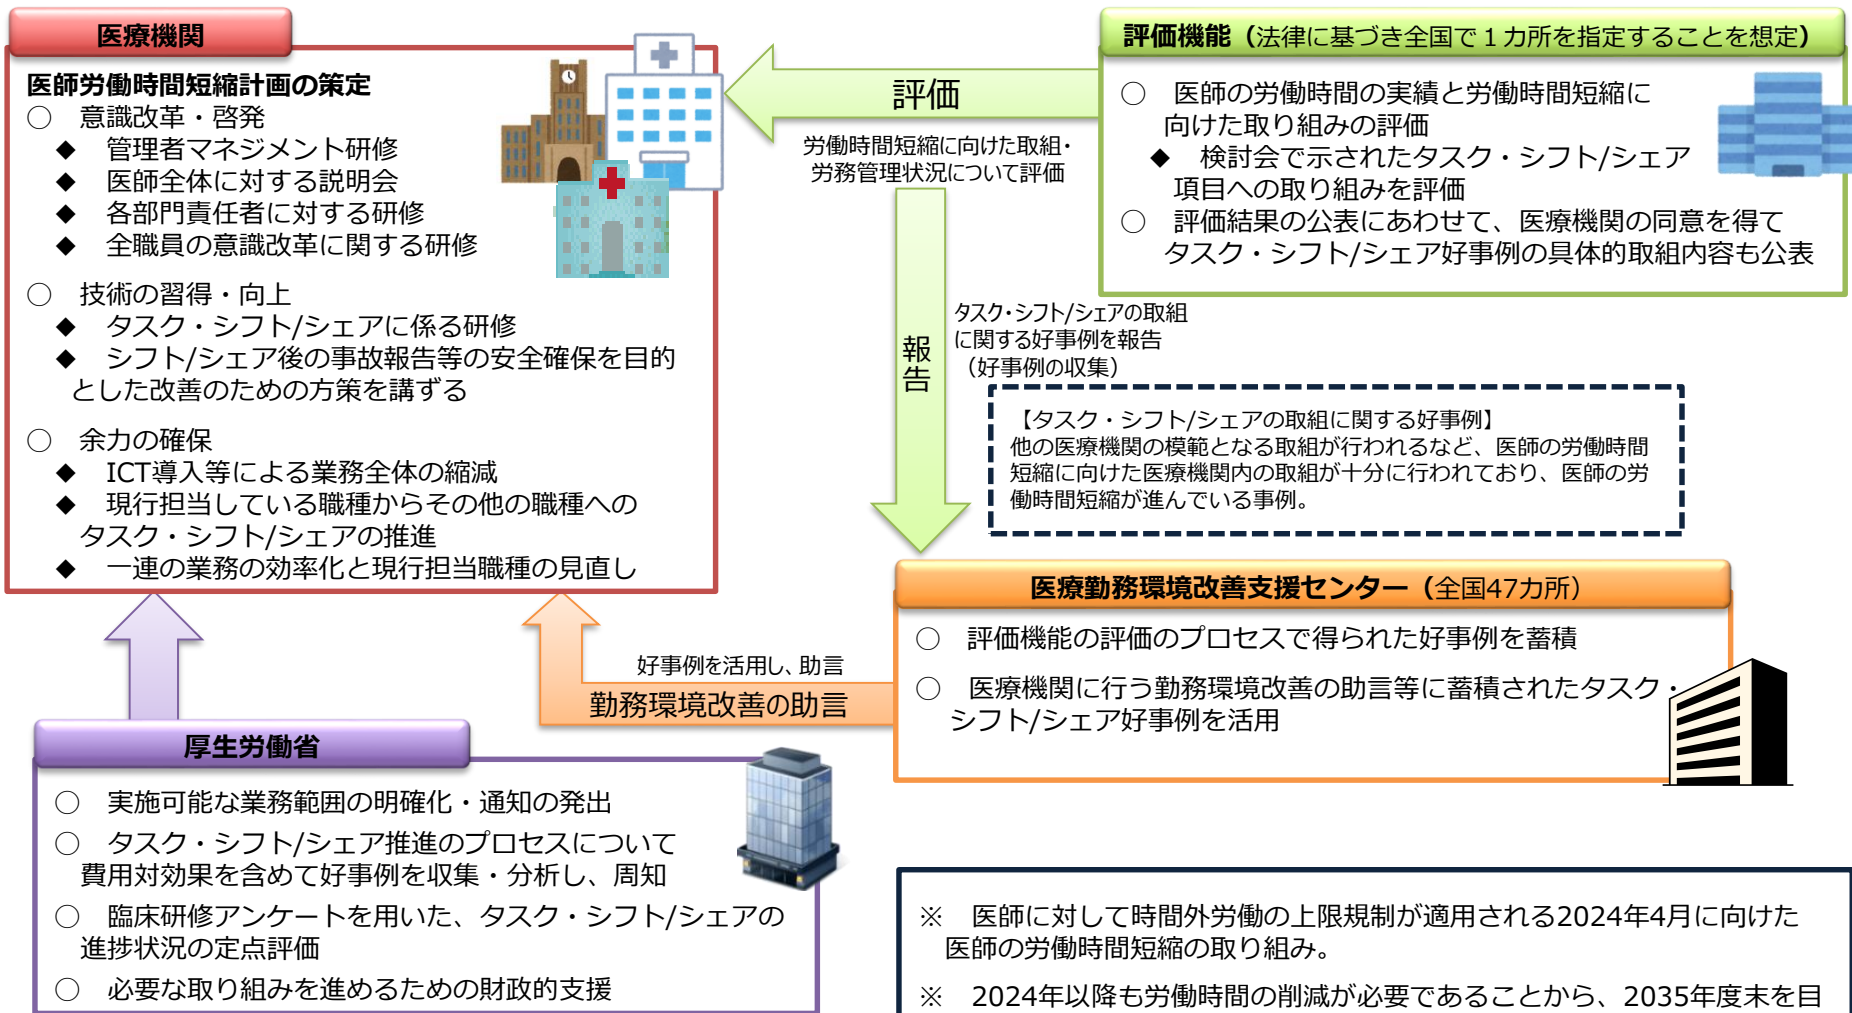 医療機関
医師労働時間短縮計画の策定
○ 意識改革・啓発
◆ 管理者マネジメント研修
◆ 医師全体に対する説明会
◆ 各部門責任者に対する研修
◆ 全職員の意識改革に関する研修
○ 技術の習得・向上
◆ タスク・シフト/シェアに係る研修
◆ シフト/シェア後の事故報告等の安全確保を目的
とした改善のための方策を講ずる
○ 余力の確保
◆ ICT導入等による業務全体の縮減
◆ 現行担当している職種からその他の職種への
タスク・シフト/シェアの推進
◆ 一連の業務の効率化と現行担当職種の見直し
評価
労働時間短縮に向けた取組・
労務管理状況について評価
評価機能（法律に基づき全国で１カ所を指定することを想定）
○ 医師の労働時間の実績と労働時間短縮に
向けた取り組みの評価
◆ 検討会で示されたタスク・シフト/シェア
項目への取り組みを評価
○ 評価結果の公表にあわせて、医療機関の同意を得て
タスク・シフト/シェア好事例の具体的取組内容も公表
報告
タスク・シフト/シェアの取組
に関する好事例を報告
（好事例の収集）
【タスク・シフト/シェアの取組に関する好事例】
他の医療機関の模範となる取組が行われるなど、医師の労働時間
短縮に向けた医療機関内の取組が十分に行われており、医師の労
働時間短縮が進んでいる事例。
医療勤務環境改善支援センター（全国47カ所）
○ 評価機能の評価のプロセスで得られた好事例を蓄積
○ 医療機関に行う勤務環境改善の助言等に蓄積されたタスク・
シフト/シェア好事例を活用
好事例を活用し、助言
勤務環境改善の助言
厚生労働省
○ 実施可能な業務範囲の明確化・通知の発出
○ タスク・シフト/シェア推進のプロセスについて
費用対効果を含めて好事例を収集・分析し、周知
○ 臨床研修アンケートを用いた、タスク・シフト/シェアの
進捗状況の定点評価
○ 必要な取り組みを進めるための財政的支援
※ 医師に対して時間外労働の上限規制が適用される2024年4月に向けた
医師の労働時間短縮の取り組み。
※ 2024年以降も労働時間の削減が必要であることから、2035年度末を目